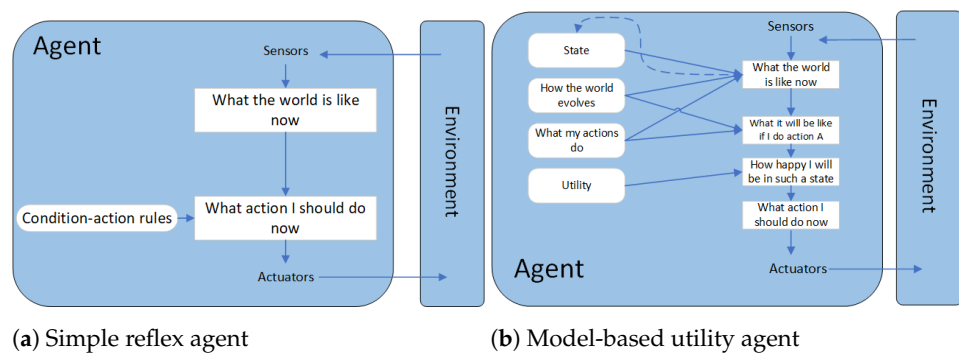 Agent
Sensors
What the world is like
now
Condition-action rules
What action I should do
now
Actuators
Environment
(a) Simple reflex agent
State
How the world
evolves
What my actions
do
Utility
Sensors
What the world
is like now
What it will be like
if I do action A
How happy I will
be in such a state
What action I
should do now
Agent
Actuators
Environment
(b) Model-based utility agent